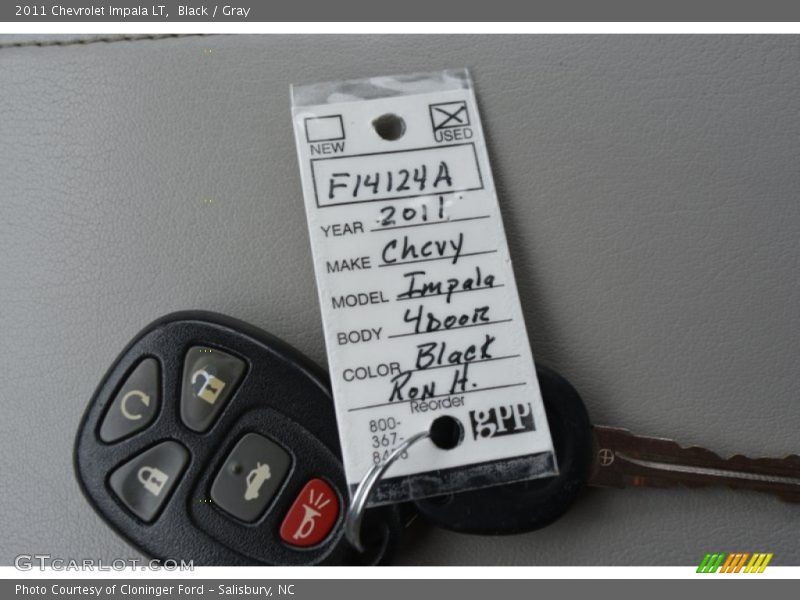 2011 Chevrolet Impala LT, Black / Gray
NEW USED
F14124A
YEAR 2011
MAKE Chevy
MODEL Impala
BODY 4DOOR
COLOR Black
Ron H.
Reorder
800-
367-
gpp
GTCARLOT.COM
Photo Courtesy of Cloninger Ford – Salisbury, NC